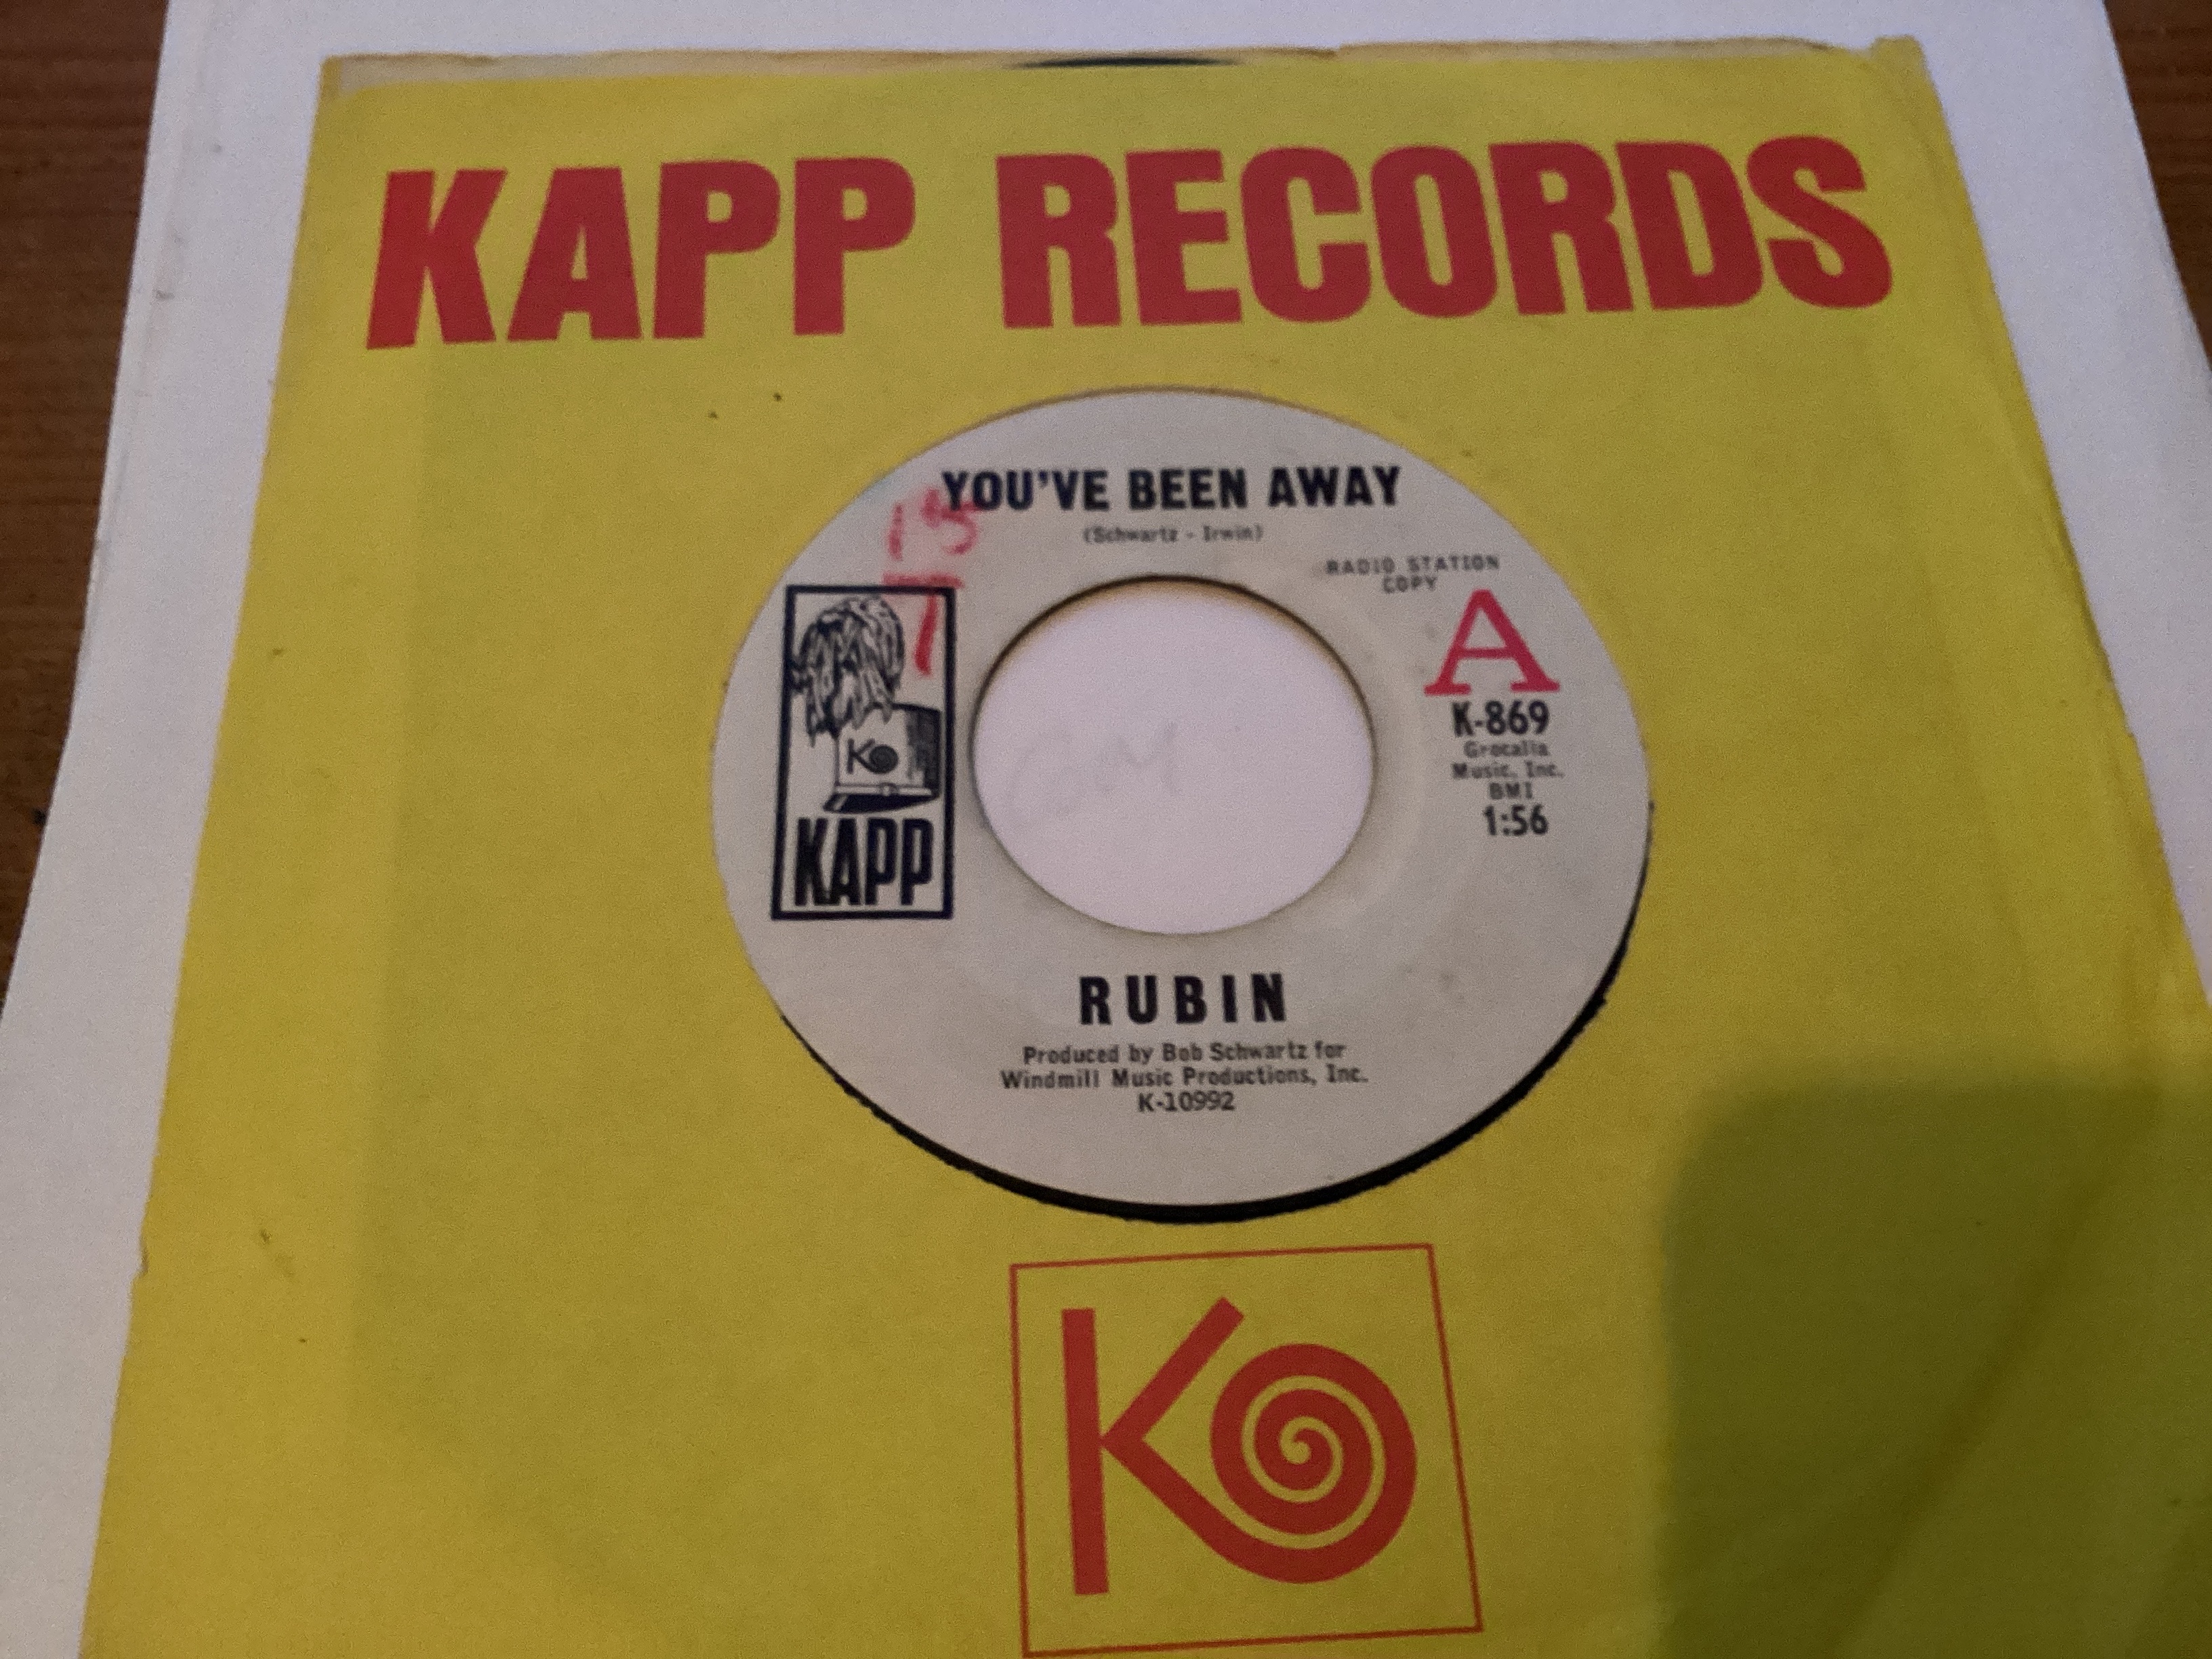 KAPP RECORDS
YOU'VE BEEN AWAY
(Schwartz - Irwin)
RADIO STATION
COPY
A
K-869
Grocalla
Music, Inc.
BMI
1:56
K
KAPP
RUBIN
Produced by Bob Schwartz for
Windmill Music Productions, Inc.
K-10992
K